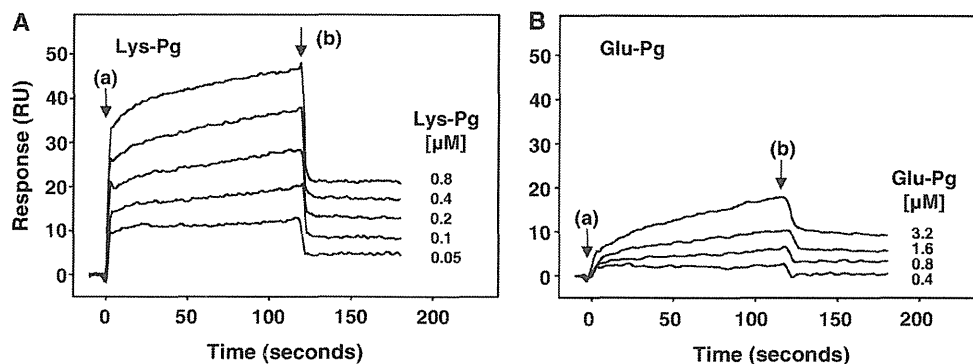 A
Lys-Pg
(a)
(b)
Response (RU)
50
40
30
20
10
0
Lys-Pg
[µM]
0.8
0.4
0.2
0.1
0.05
0
50
100
150
200
Time (seconds)
B
Glu-Pg
(a)
(b)
50
40
30
20
10
0
Glu-Pg
[µM]
3.2
1.6
0.8
0.4
0
50
100
150
200
Time (seconds)